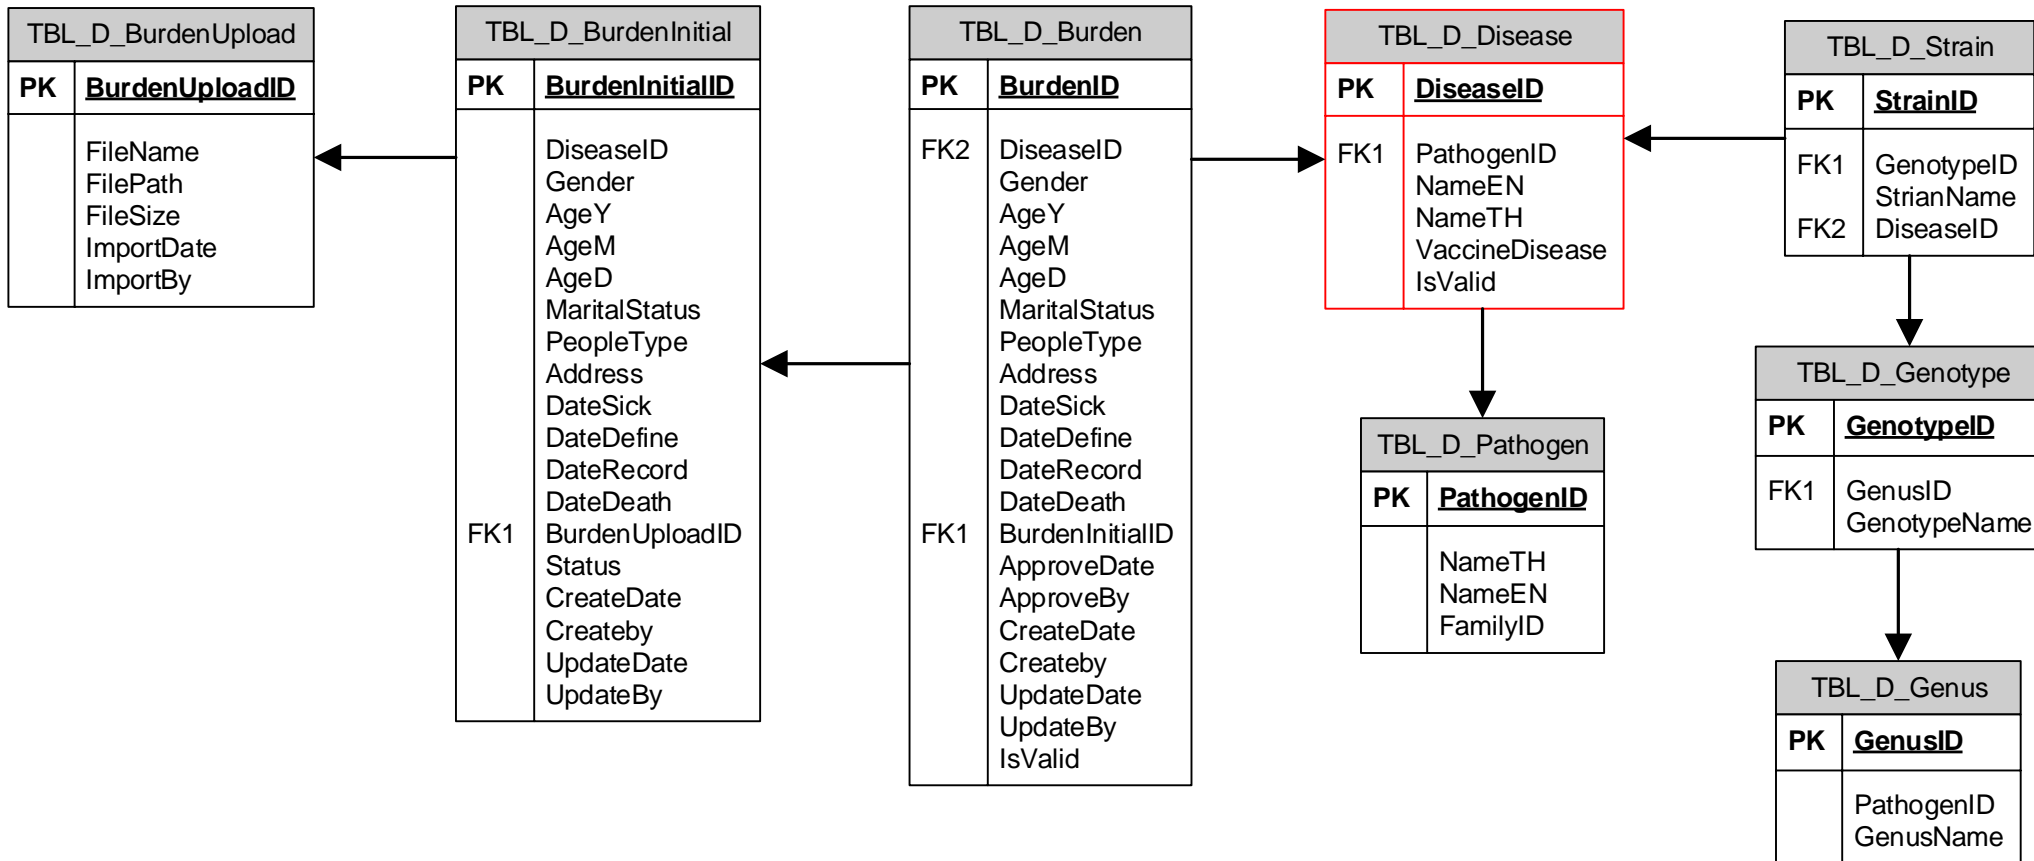 TBL_D_BurdenUpload
PK BurdenUploadID
FileName
FilePath
FileSize
ImportDate
ImportBy
TBL_D_BurdenInitial
PK BurdenInitialID
DiseaseID
Gender
AgeY
AgeM
AgeD
MaritalStatus
PeopleType
Address
DateSick
DateDefine
DateRecord
DateDeath
FK1 BurdenUploadID
Status
CreateDate
Createby
UpdateDate
UpdateBy
TBL_D_Burden
PK BurdenID
FK2 DiseaseID
Gender
AgeY
AgeM
AgeD
MaritalStatus
PeopleType
Address
DateSick
DateDefine
DateRecord
DateDeath
FK1 BurdenInitialID
ApproveDate
ApproveBy
CreateDate
Createby
UpdateDate
UpdateBy
IsValid
TBL_D_Disease
PK DiseaseID
FK1 PathogenID
NameEN
NameTH
VaccineDisease
IsValid
TBL_D_Pathogen
PK PathogenID
NameTH
NameEN
FamilyID
TBL_D_Strain
PK StrainID
FK1 GenotypeID
StrianName
FK2 DiseaseID
TBL_D_Genotype
PK GenotypeID
FK1 GenusID
GenotypeName
TBL_D_Genus
PK GenusID
PathogenID
GenusName